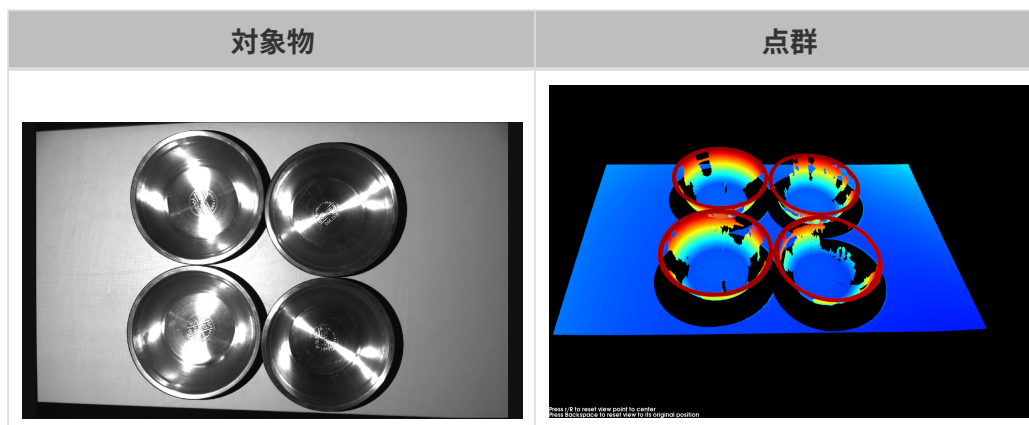 対象物
点群
Press r/R to reset view point to center
Press Backspace to reset view to its original position